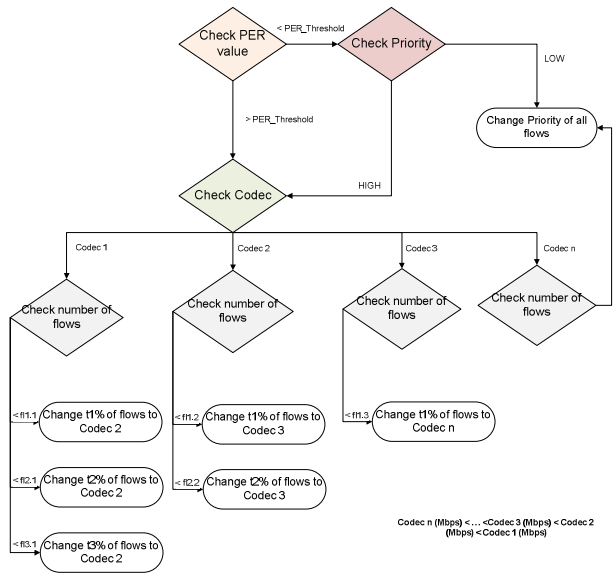 Check PER
value
< PER_Threshold
Check Priority
LOW
Change Priority of all
flows
> PER_Threshold
HIGH
Check Codec
Codec 1
Codec 2
Codec 3
Codec n
Check number of
flows
Check number of
flows
Check number of
flows
Check number of
flows
< fl1.1
Change t1% of flows to
Codec 2
< fl1.2
Change t1% of flows to
Codec 3
< fl1.3
Change t1% of flows to
Codec n
< fl2.1
Change t2% of flows to
Codec 2
< fl2.2
Change t2% of flows to
Codec 3
< fl3.1
Change t3% of flows to
Codec 2
Codec n (Mbps) < ... <Codec 3 (Mbps) < Codec 2
(Mbps) < Codec 1 (Mbps)